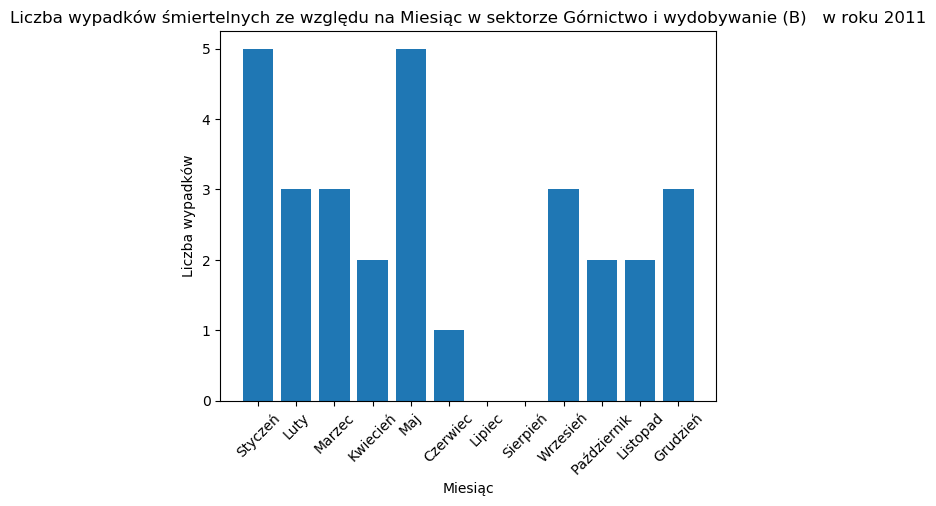 Liczba wypadków śmiertelnych ze względu na Miesiąc w sektorze Górnictwo i wydobywanie (B)   w roku 2011
5
4
3
2
1
0
Liczba wypadków
Styczeń
Luty
Marzec
Kwiecień
Maj
Czerwiec
Lipiec
Sierpień
Wrzesień
Październik
Listopad
Grudzień
Miesiąc